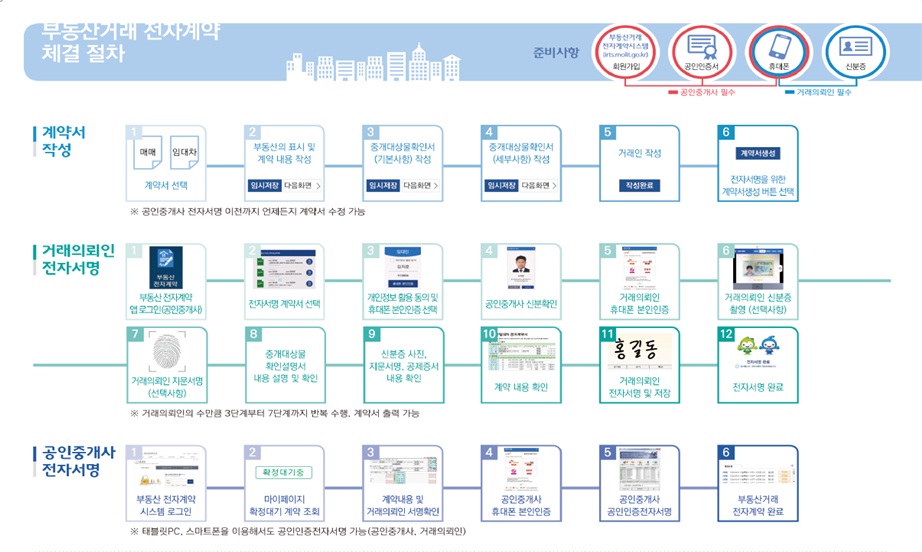 부동산거래 전자계약
체결 절차
준비사항
부동산거래
전자계약시스템
(irts.molit.go.kr)
회원가입
공인인증서
휴대폰
신분증
공인중개사 필수
거래의뢰인 필수
계약서
작성
1
매매
임대차
계약서 선택
2
부동산의 표시 및
계약 내용 작성
임시저장 다음화면 >
3
중개대상물확인서
(기본사항) 작성
임시저장 다음화면 >
4
중개대상물확인서
(세부사항) 작성
임시저장 다음화면 >
5
거래인 작성
작성완료
6
계약서생성
전자서명을 위한
계약서생성 버튼 선택
※ 공인중개사 전자서명 이전까지 언제든지 계약서 수정 가능
거래의뢰인
전자서명
1
부동산
전자계약
부동산 전자계약
앱 로그인(공인중개사)
2
전자서명 계약서 선택
3
개인정보 활용 동의 및
휴대폰 본인인증 선택
4
공인중개사 신분확인
5
거래의뢰인
휴대폰 본인인증
6
거래의뢰인 신분증
촬영 (선택사항)
7
거래의뢰인 지문서명
(선택사항)
8
중개대상물
확인설명서
내용 설명 및 확인
9
신분증 사진,
지문서명, 공제증서
내용 확인
10
계약 내용 확인
11
홍길동
거래의뢰인
전자서명 및 저장
12
전자서명 완료
전자서명 완료
※ 거래의뢰인의 수만큼 3단계부터 7단계까지 반복 수행, 계약서 출력 가능
공인중개사
전자서명
1
부동산 전자계약
시스템 로그인
2
확정대기중
마이페이지
확정대기 계약 조회
3
계약내용 및
거래의뢰인 서명확인
4
공인중개사
휴대폰 본인인증
5
공인중개사
공인인증전자서명
6
부동산거래
전자계약 완료
※ 태블릿PC, 스마트폰을 이용해서도 공인인증전자서명 가능(공인중개사, 거래의뢰인)